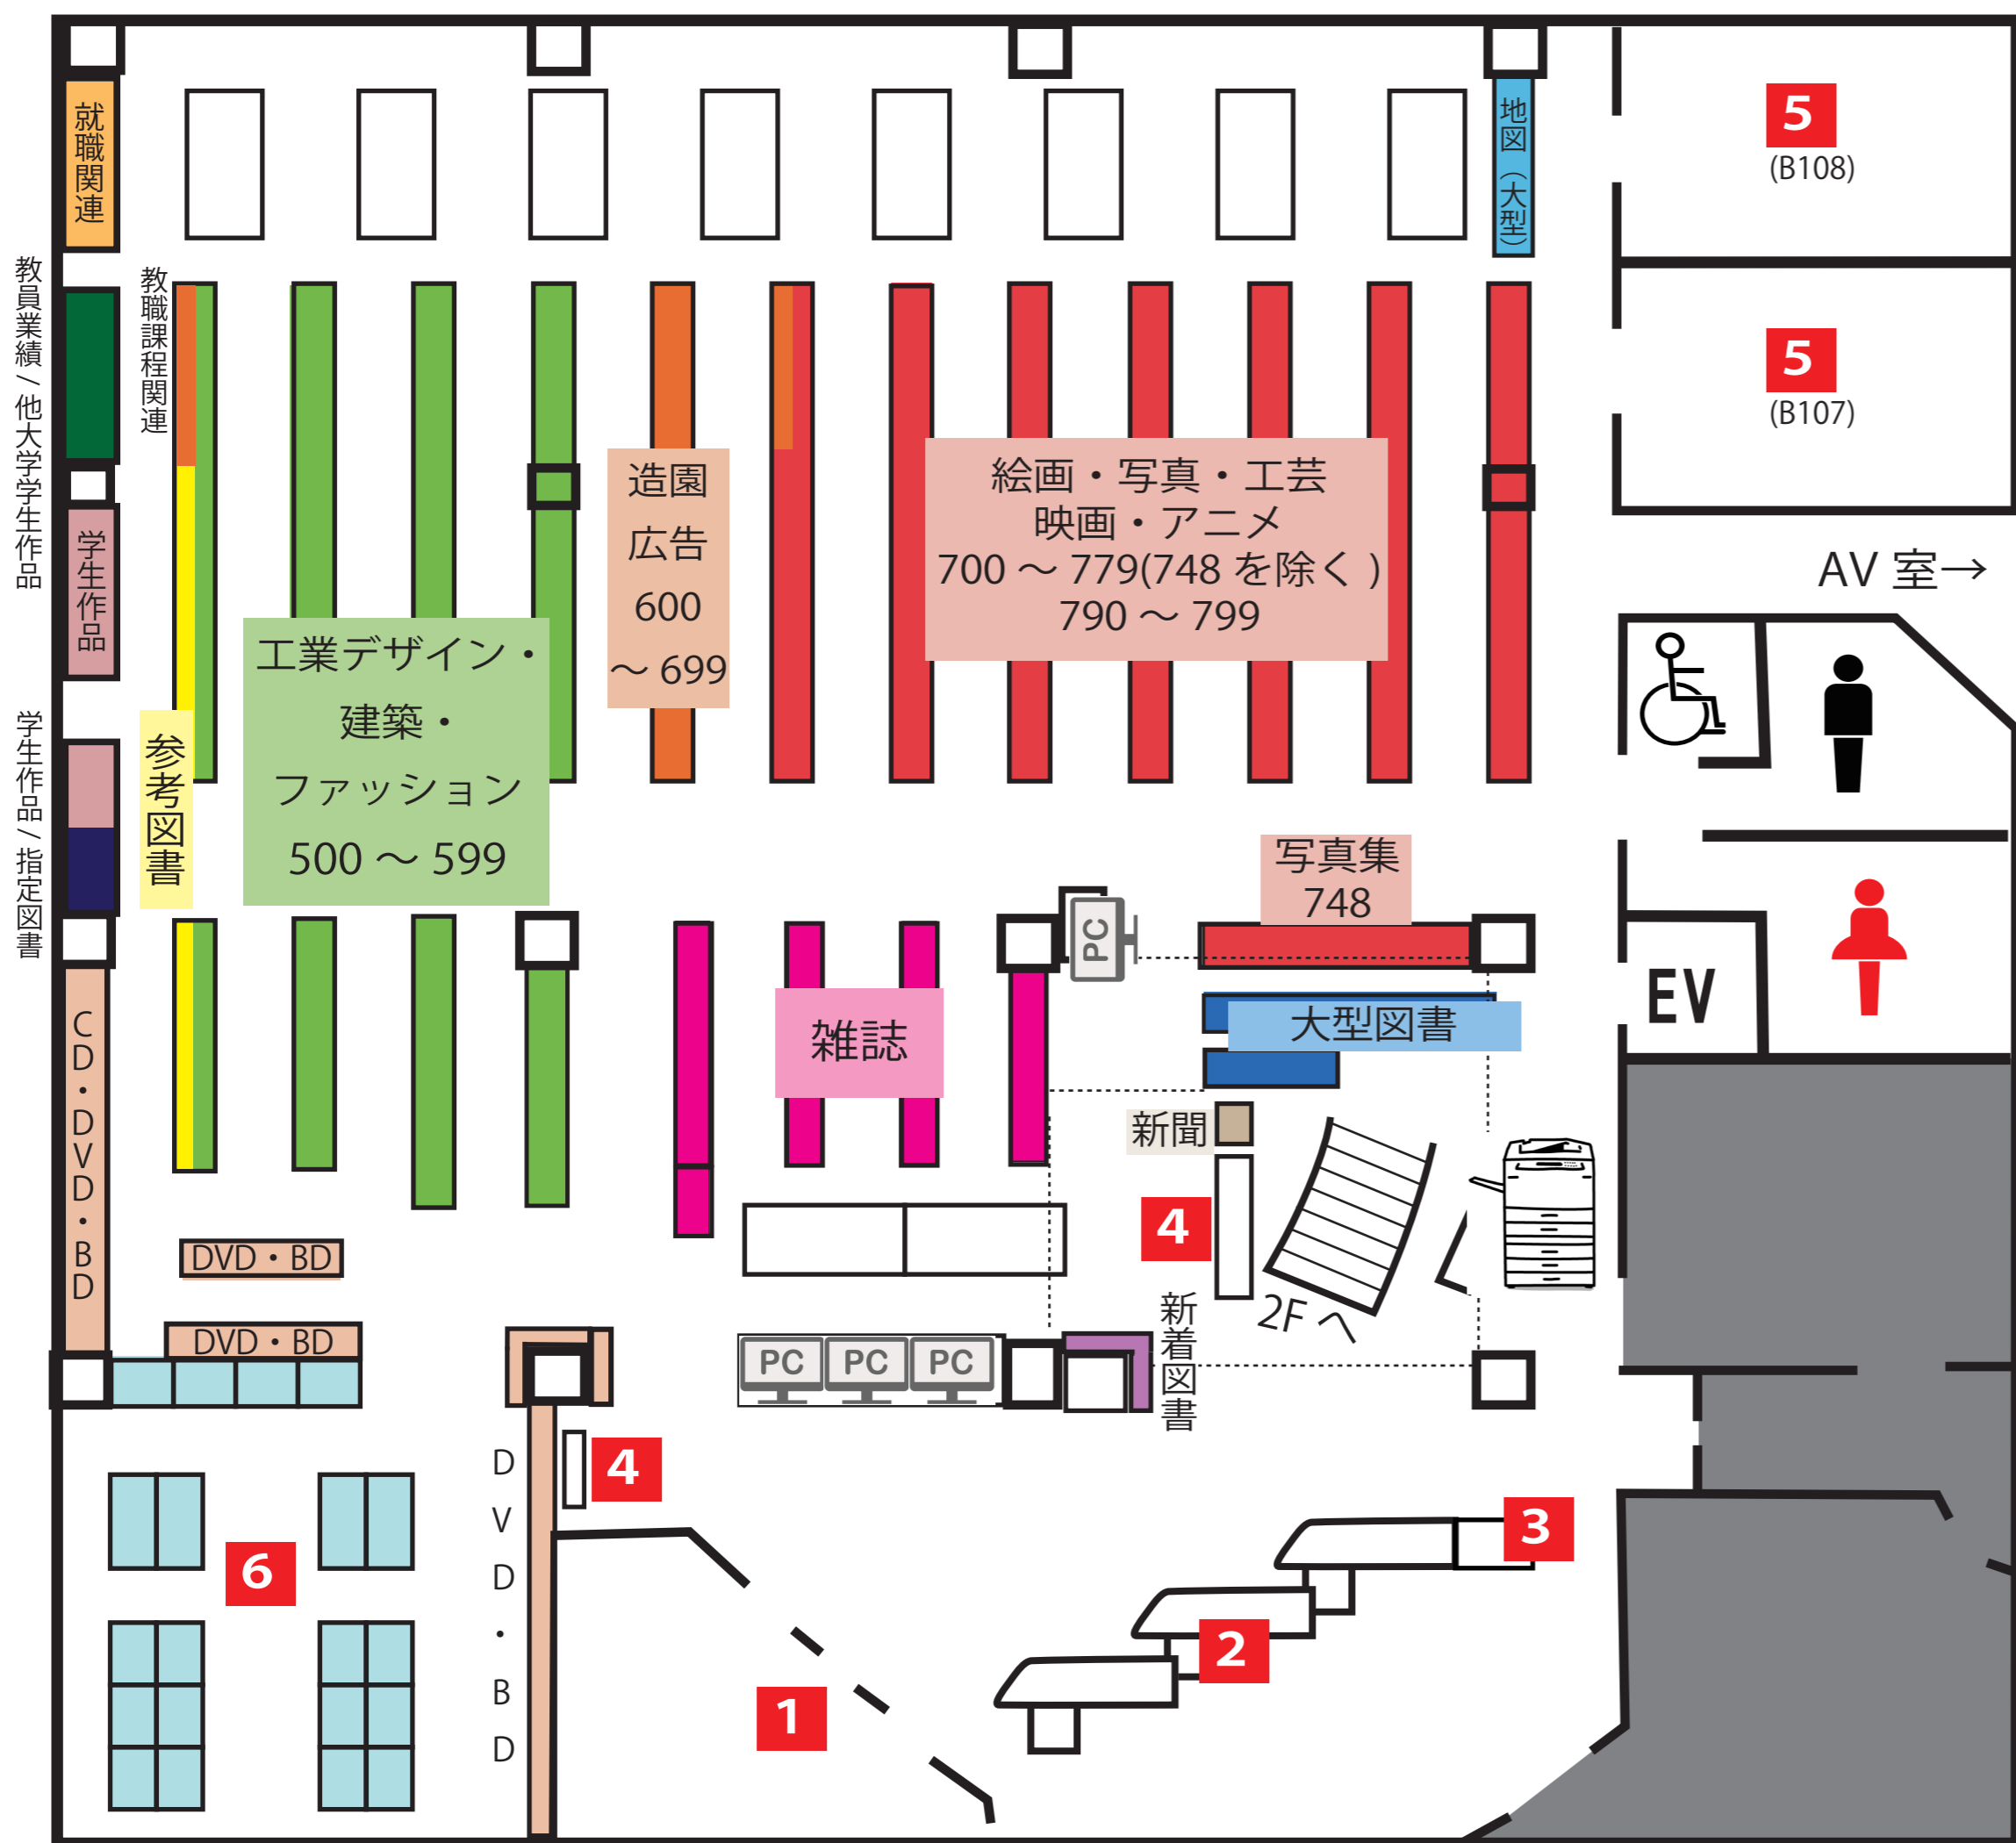 就職関連
地図（大型）
5
(B108)
教員業績/他大学学生作品
教職課程関連
5
(B107)
学生作品
造園
広告
600
～699
絵画・写真・工芸
映画・アニメ
700～779(748を除く)
790～799
AV室→
工業デザイン・
建築・
ファッション
500～599
学生作品/指定図書
参考図書
写真集
748
PC
EV
CD・DVD・BD
雑誌
大型図書
新聞
4
DVD・BD
2Fへ
新着図書
DVD・BD
PC PC PC
DVD・BD
4
3
6
2
1